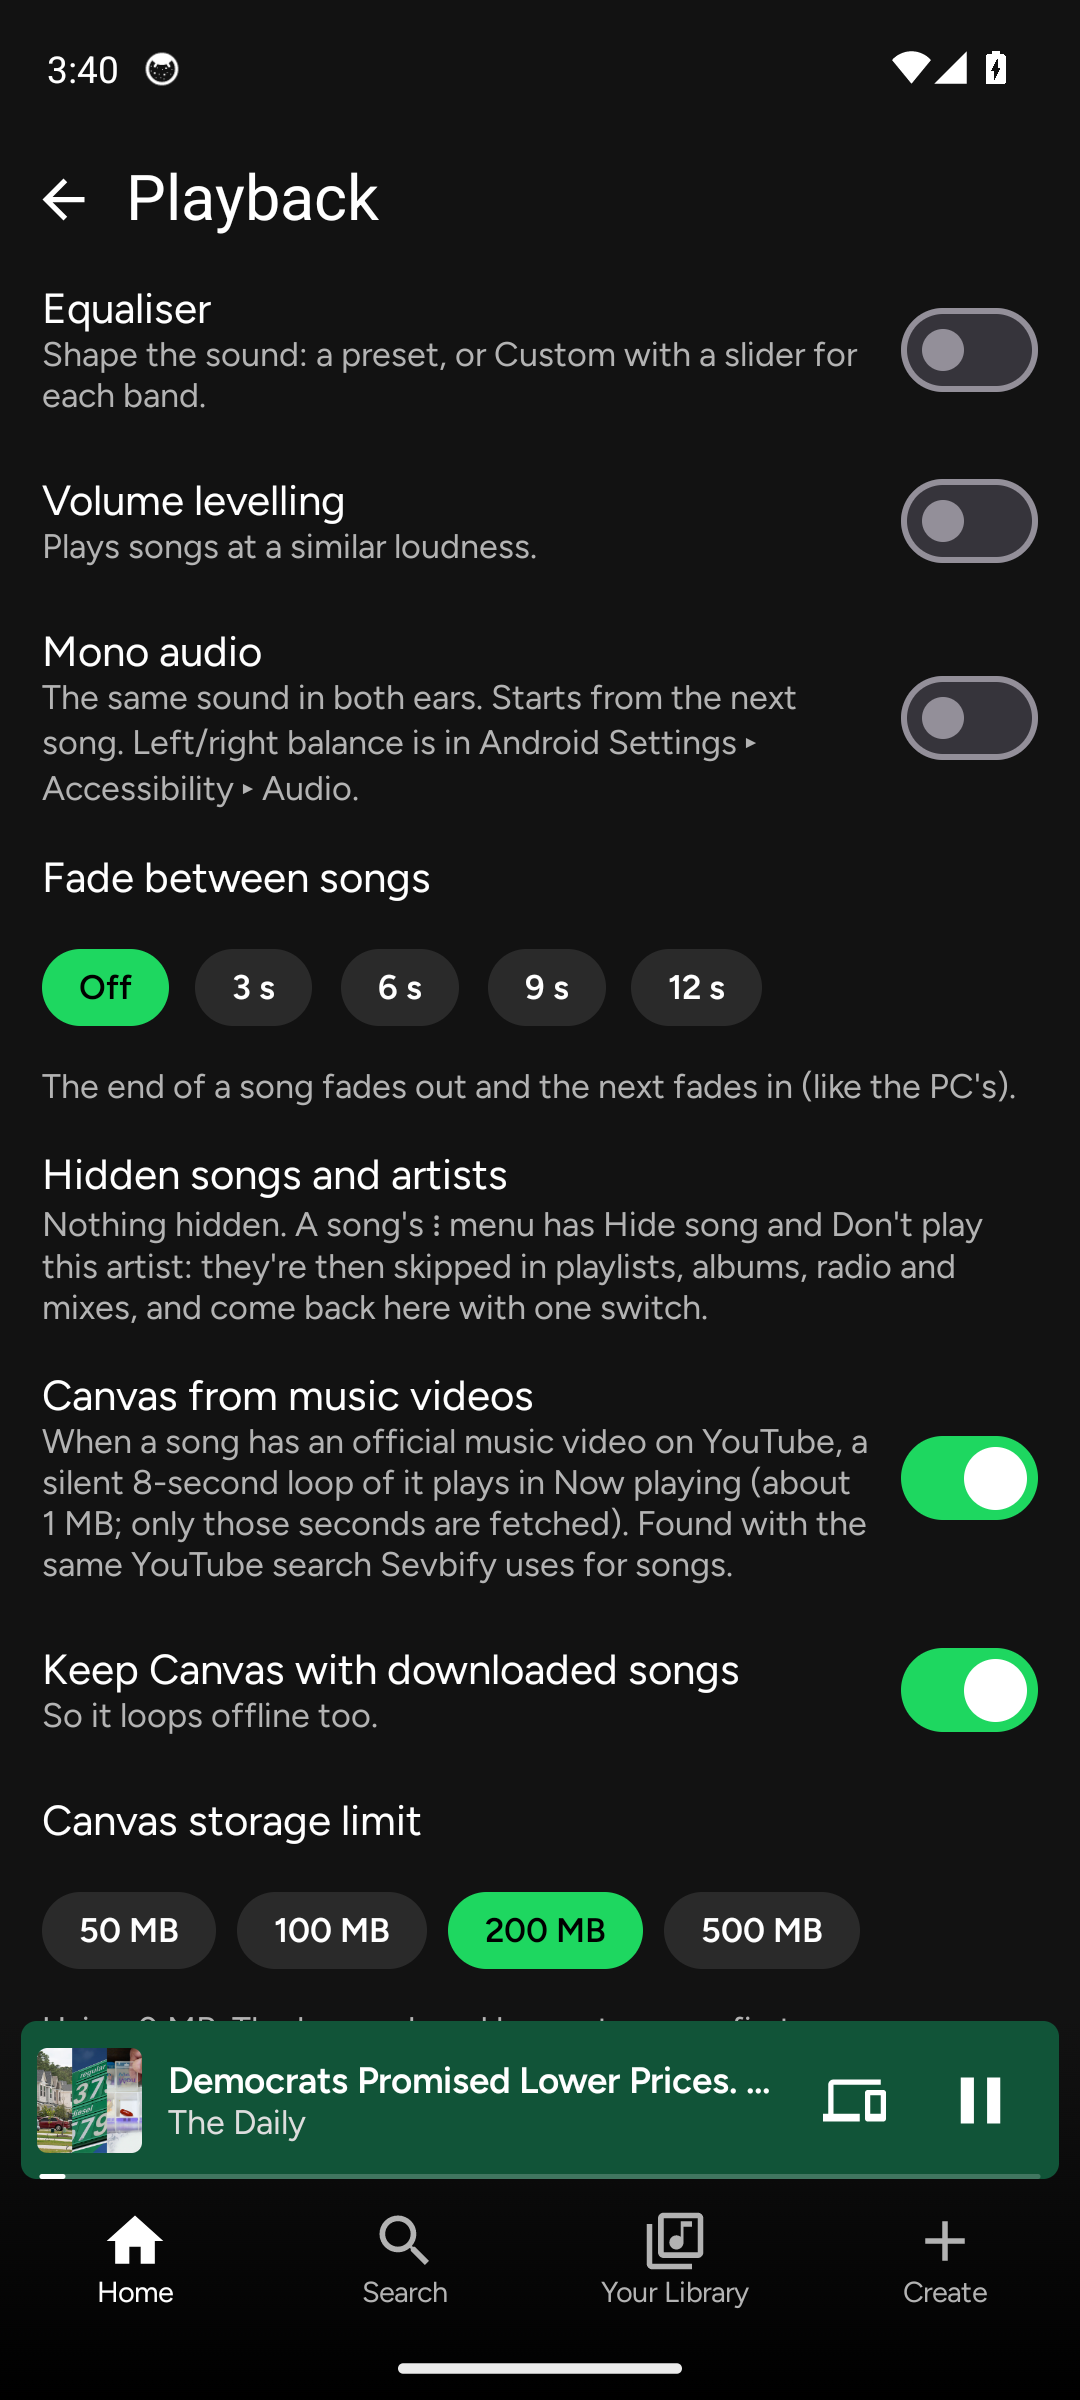 3:40
Playback
Equaliser
Shape the sound: a preset, or Custom with a slider for
each band.
Volume levelling
Plays songs at a similar loudness.
Mono audio
The same sound in both ears. Starts from the next
song. Left/right balance is in Android Settings ▸
Accessibility ▸ Audio.
Fade between songs
Off 3 s 6 s 9 s 12 s
The end of a song fades out and the next fades in (like the PC's).
Hidden songs and artists
Nothing hidden. A song's ⋮ menu has Hide song and Don't play
this artist: they're then skipped in playlists, albums, radio and
mixes, and come back here with one switch.
Canvas from music videos
When a song has an official music video on YouTube, a
silent 8-second loop of it plays in Now playing (about
1 MB; only those seconds are fetched). Found with the
same YouTube search Sevbify uses for songs.
Keep Canvas with downloaded songs
So it loops offline too.
Canvas storage limit
50 MB 100 MB 200 MB 500 MB
Democrats Promised Lower Prices. ...
The Daily
Home Search Your Library Create